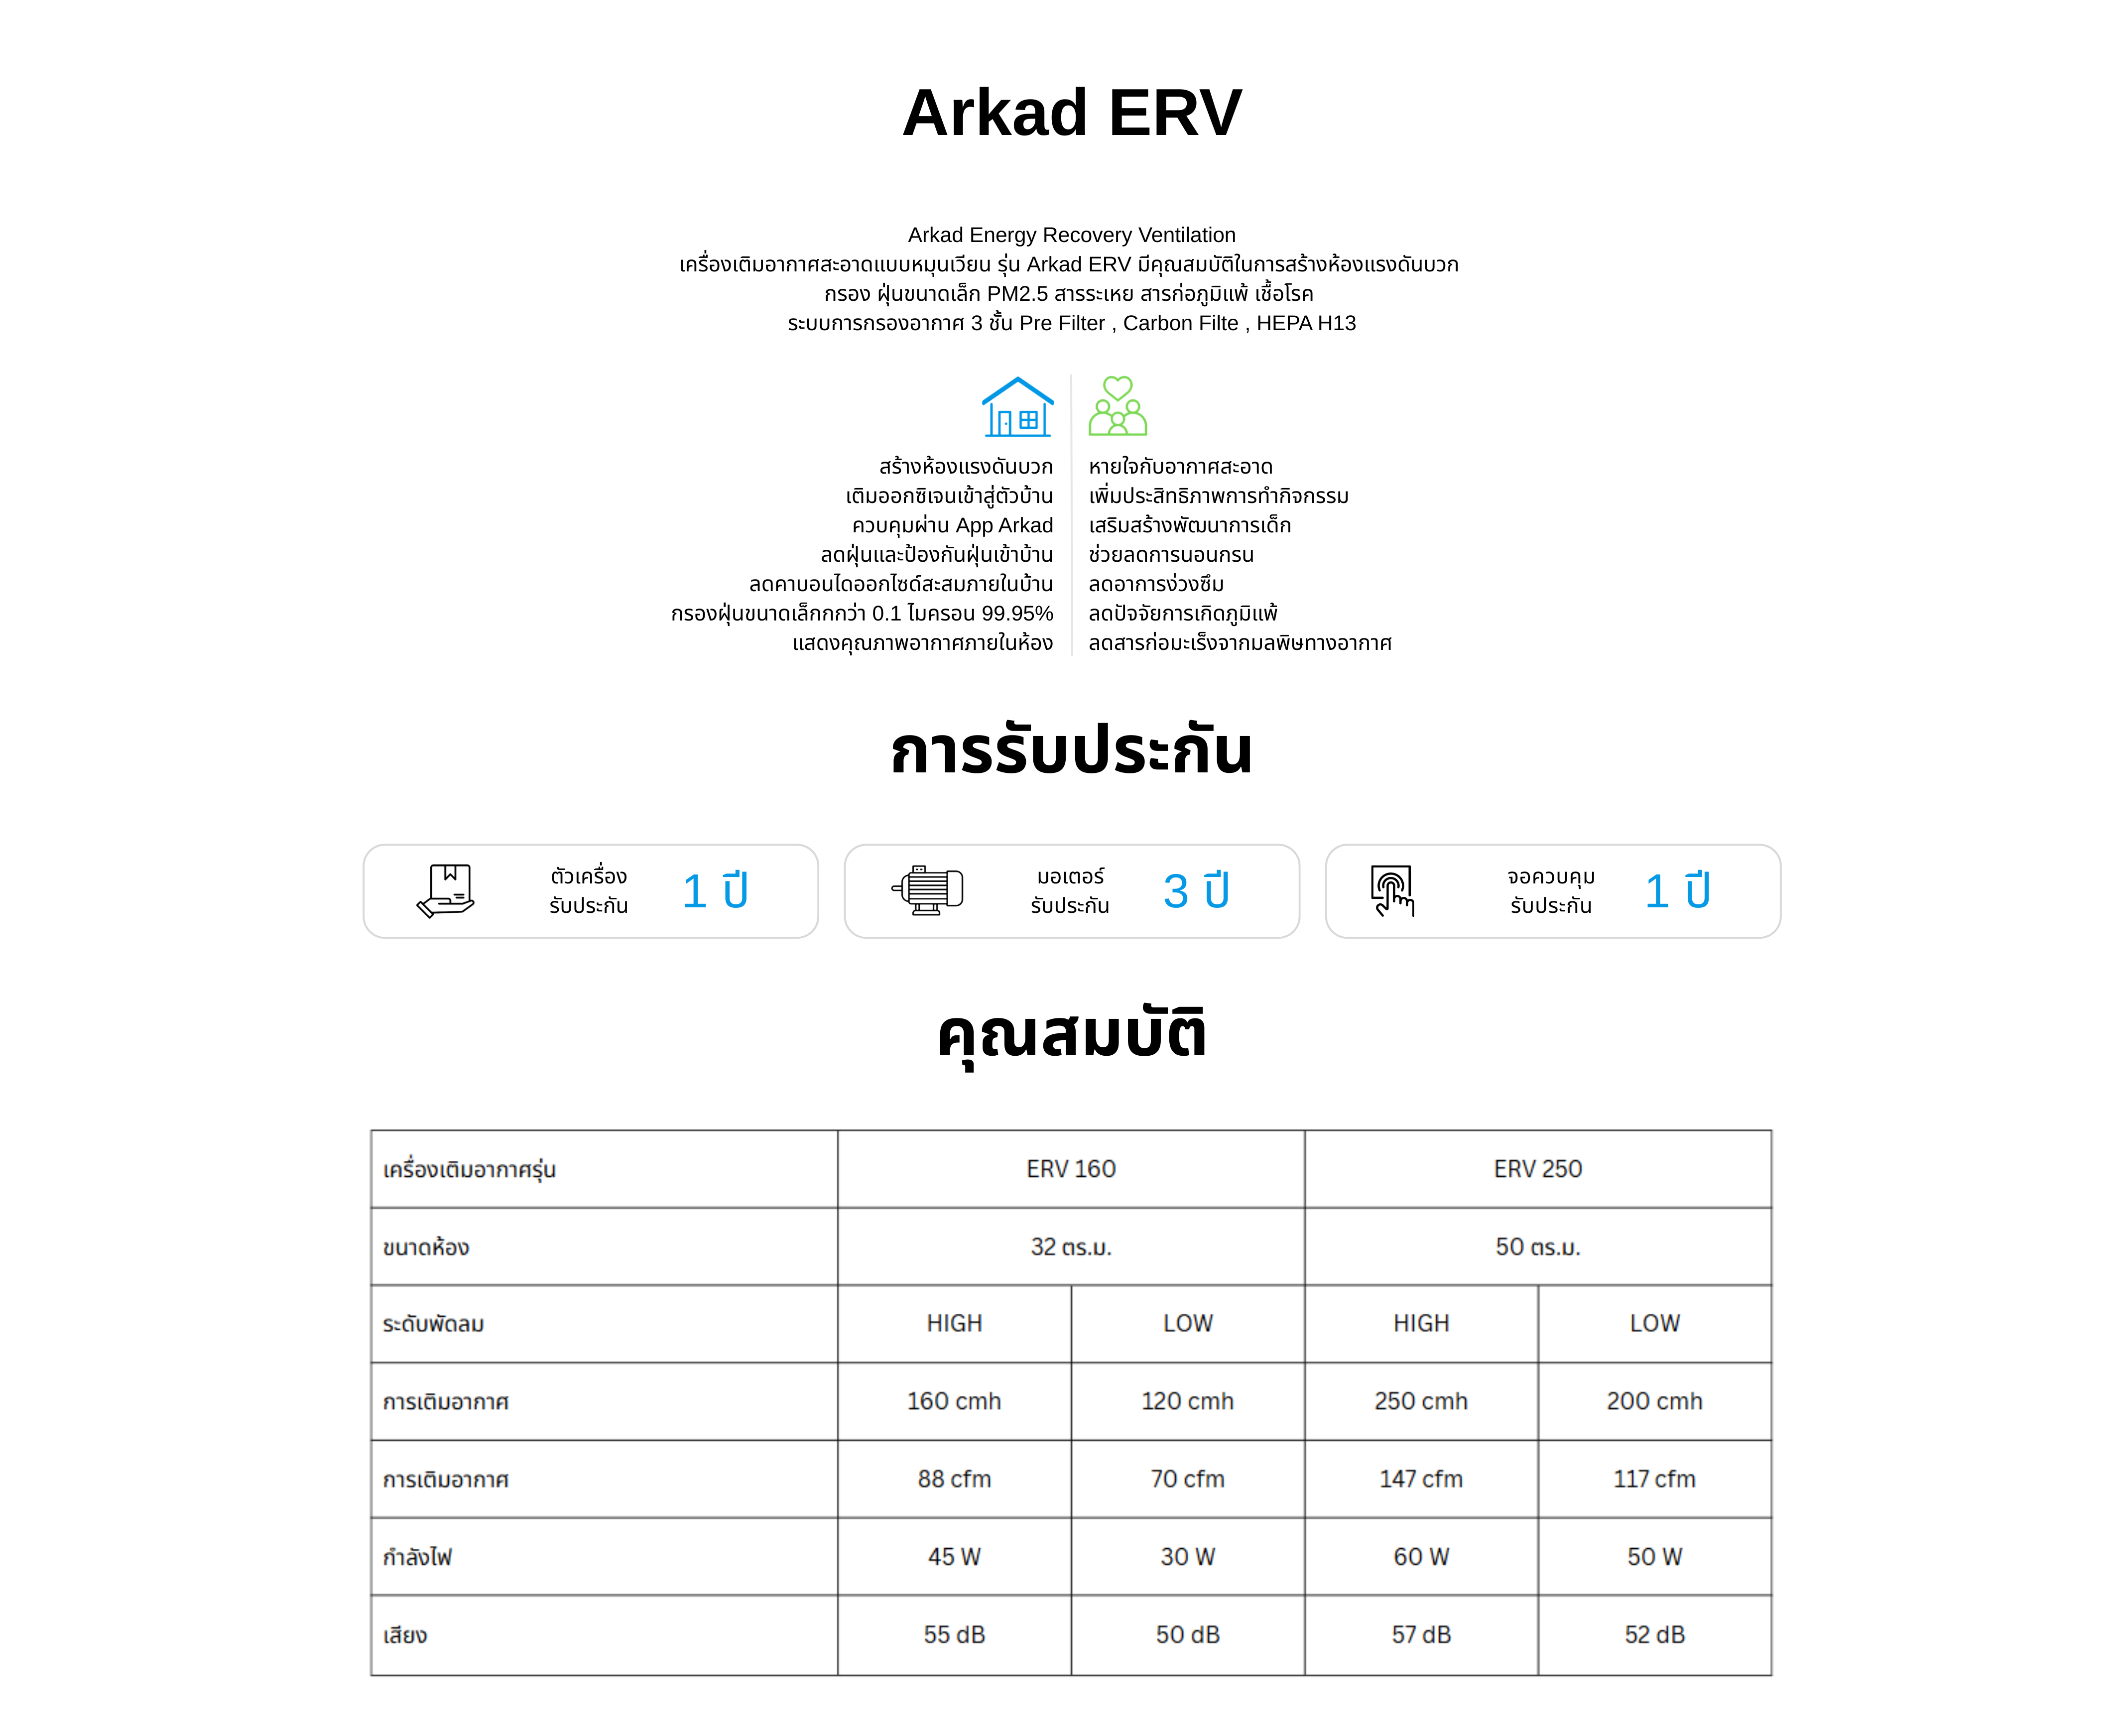 Arkad ERV
Arkad Energy Recovery Ventilation
เครื่องเติมอากาศสะอาดแบบหมุนเวียน รุ่น Arkad ERV มีคุณสมบัติในการสร้างห้องแรงดันบวก
กรอง ฝุ่นขนาดเล็ก PM2.5 สารระเหย สารก่อภูมิแพ้ เชื้อโรค
ระบบการกรองอากาศ 3 ชั้น Pre Filter , Carbon Filte , HEPA H13
สร้างห้องแรงดันบวก
เติมออกซิเจนเข้าสู่ตัวบ้าน
ควบคุมผ่าน App Arkad
ลดฝุ่นและป้องกันฝุ่นเข้าบ้าน
ลดคาบอนไดออกไซด์สะสมภายในบ้าน
กรองฝุ่นขนาดเล็กกกว่า 0.1 ไมครอน 99.95%
แสดงคุณภาพอากาศภายในห้อง
หายใจกับอากาศสะอาด
เพิ่มประสิทธิภาพการทำกิจกรรม
เสริมสร้างพัฒนาการเด็ก
ช่วยลดการนอนกรน
ลดอาการง่วงซึม
ลดปัจจัยการเกิดภูมิแพ้
ลดสารก่อมะเร็งจากมลพิษทางอากาศ
การรับประกัน
ตัวเครื่อง
รับประกัน
1 ปี
มอเตอร์
รับประกัน
3 ปี
จอควบคุม
รับประกัน
1 ปี
คุณสมบัติ
เครื่องเติมอากาศรุ่น ERV 160 ERV 250
ขนาดห้อง 32 ตร.ม. 50 ตร.ม.
ระดับพัดลม HIGH LOW HIGH LOW
การเติมอากาศ 160 cmh 120 cmh 250 cmh 200 cmh
การเติมอากาศ 88 cfm 70 cfm 147 cfm 117 cfm
กำลังไฟ 45 W 30 W 60 W 50 W
เสียง 55 dB 50 dB 57 dB 52 dB